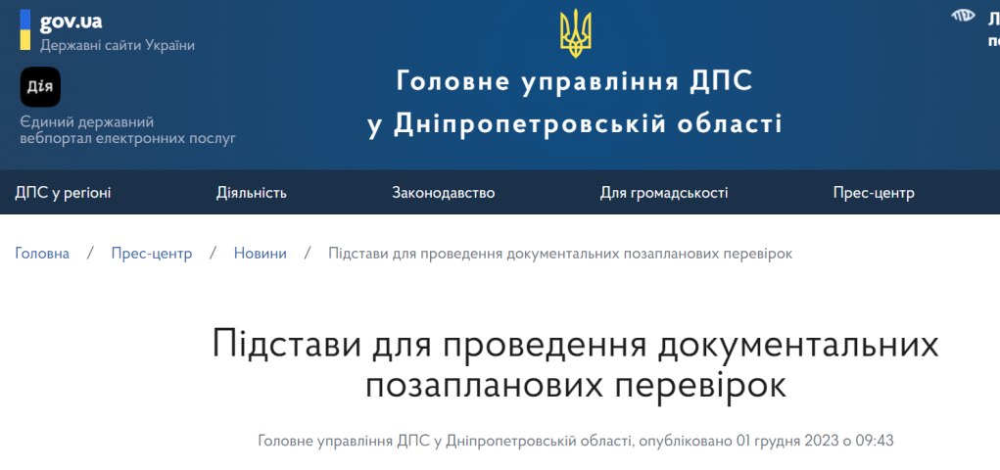 gov.ua
Державні сайти України
Дія
Єдиний державний
вебпортал електронних послуг
Головне управління ДПС
у Дніпропетровській області
ДПС у регіоні
Діяльність
Законодавство
Для громадськості
Прес-центр
Головна / Прес-центр / Новини / Підстави для проведення документальних позапланових перевірок
Підстави для проведення документальних
позапланових перевірок
Головне управління ДПС у Дніпропетровській області, опубліковано 01 грудня 2023 о 09:43